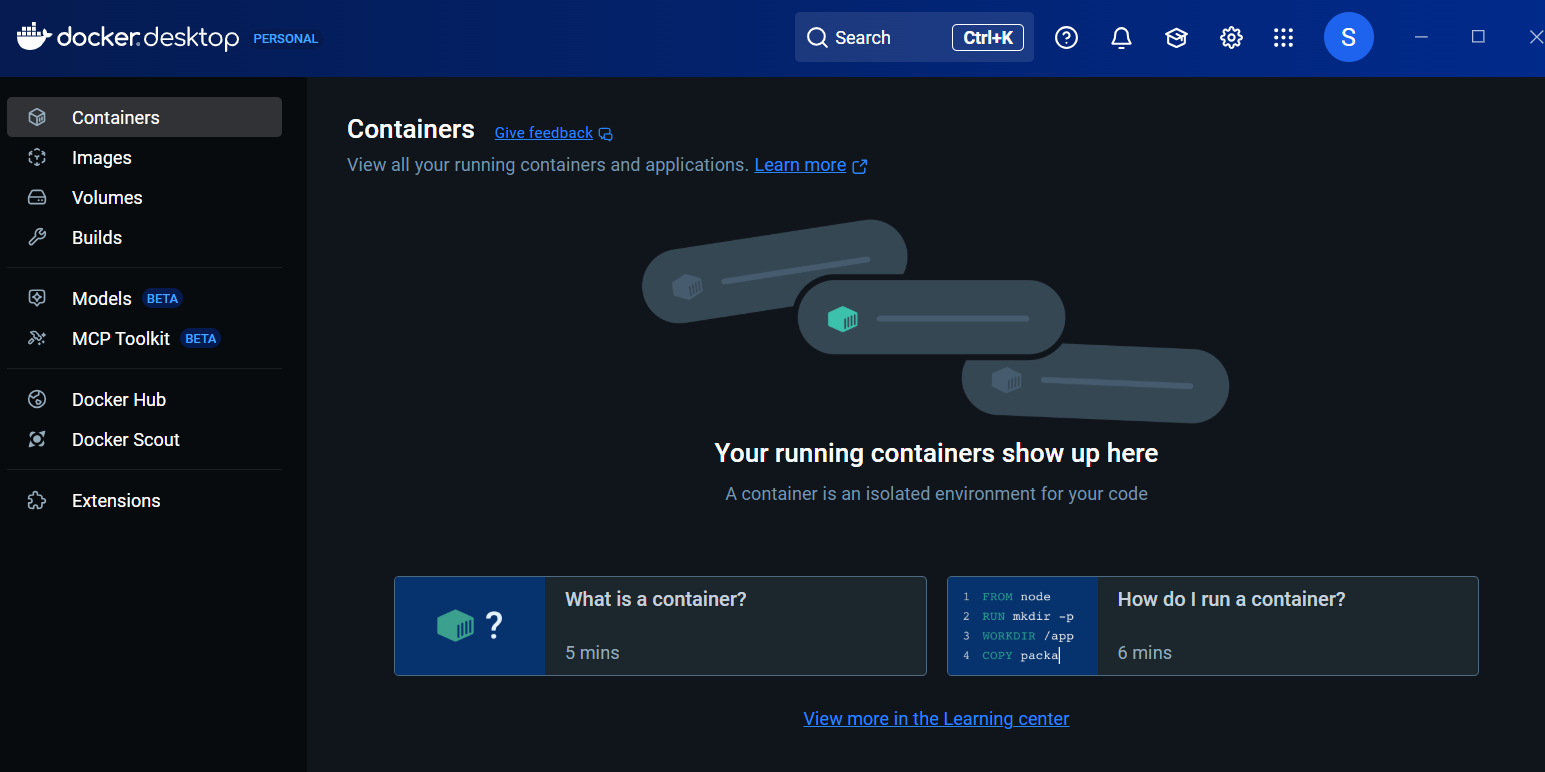 docker.desktop PERSONAL
Search Ctrl+K
S
Containers
Images
Volumes
Builds
Models BETA
MCP Toolkit BETA
Docker Hub
Docker Scout
Extensions
Containers Give feedback
View all your running containers and applications. Learn more
Your running containers show up here
A container is an isolated environment for your code
?
What is a container?
5 mins
1 FROM node
2 RUN mkdir -p
3 WORKDIR /app
4 COPY packa
How do I run a container?
6 mins
View more in the Learning center